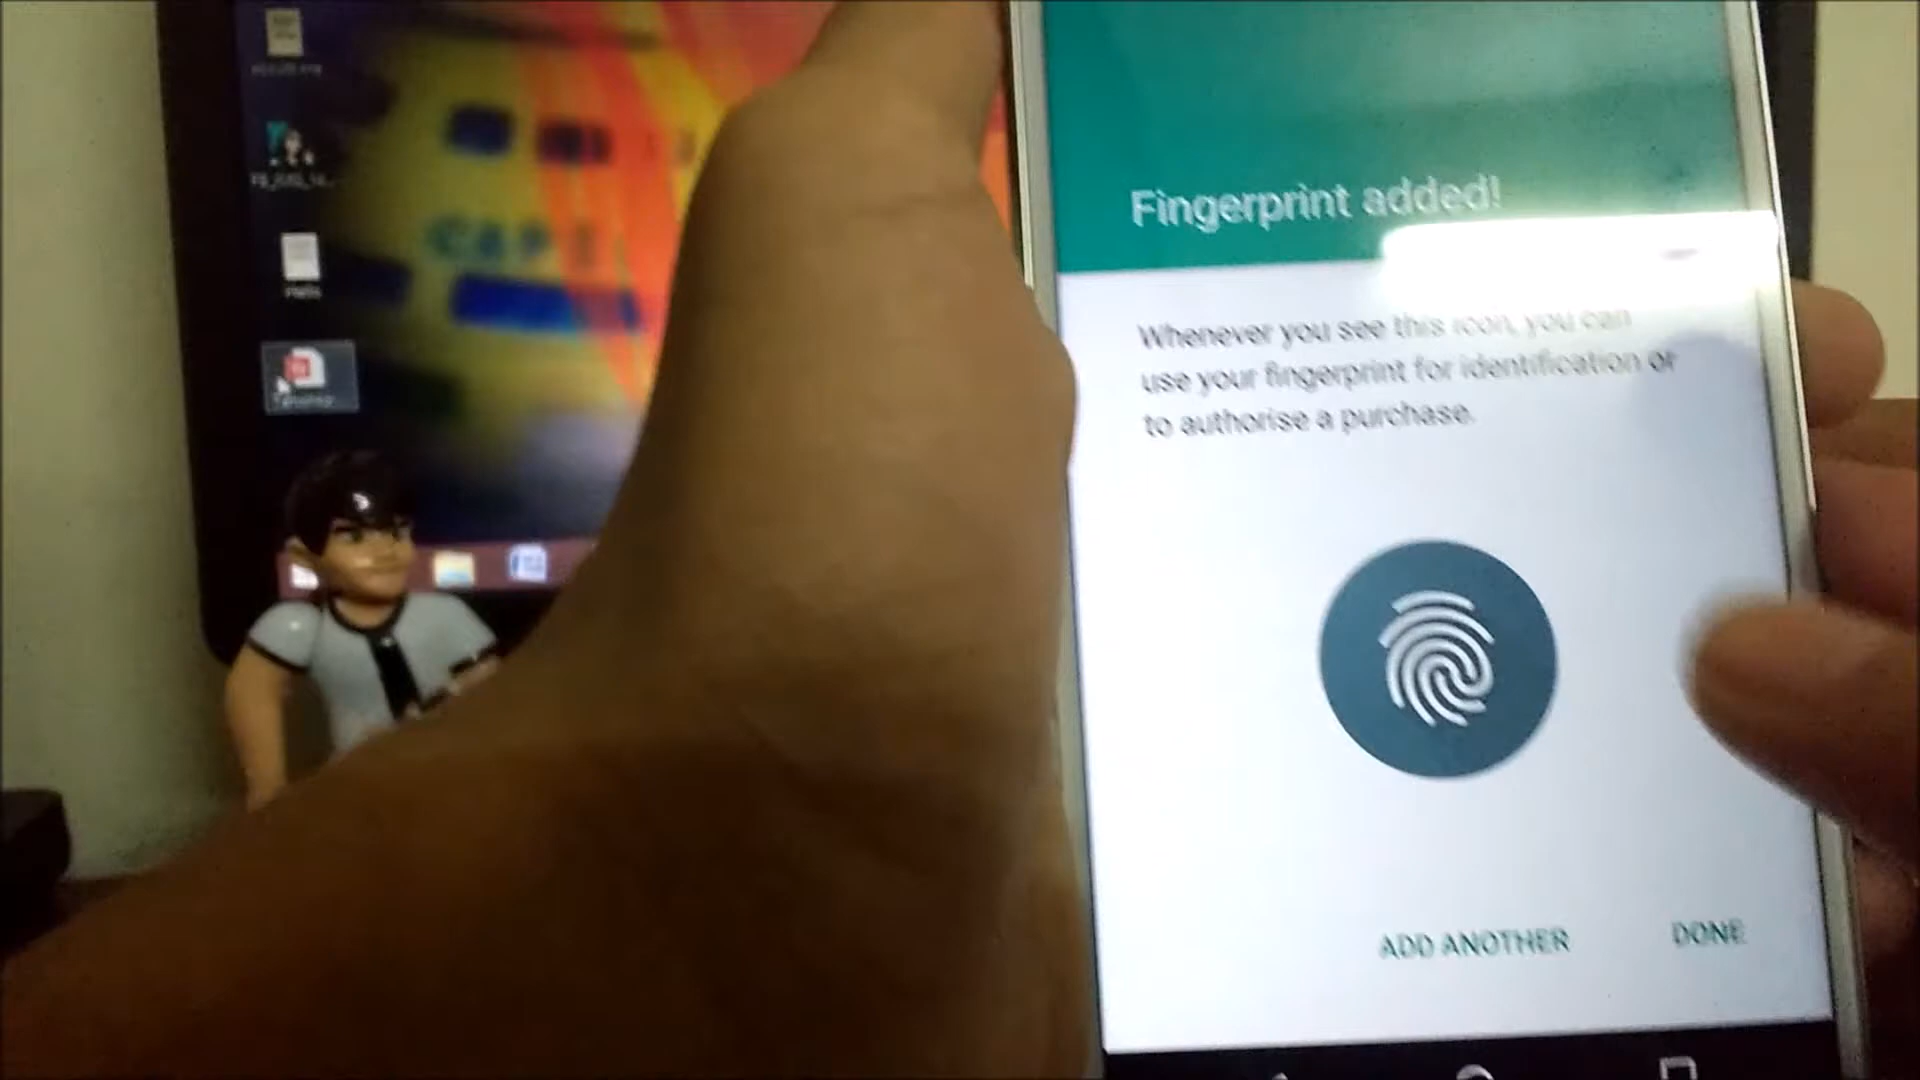 Fingerprint added!
Whenever you see this icon, you can
use your fingerprint for identification or
to authorise a purchase.
ADD ANOTHER
DONE